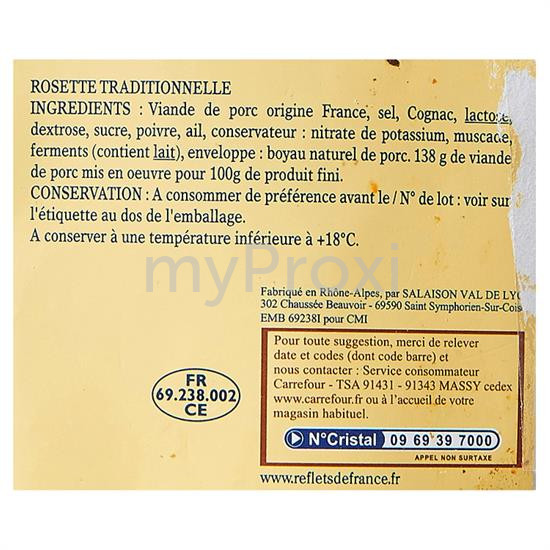 ROSETTE TRADITIONNELLE
INGREDIENTS : Viande de porc origine France, sel, Cognac, lactose,
dextrose, sucre, poivre, ail, conservateur : nitrate de potassium, muscade,
ferments (contient lait), enveloppe : boyau naturel de porc. 138 g de viande
de porc mis en oeuvre pour 100g de produit fini.
CONSERVATION : A consommer de préférence avant le / N° de lot : voir sur
l'étiquette au dos de l'emballage.
A conserver à une température inférieure à +18°C.
myProxi
Fabriqué en Rhône-Alpes, par SALAISON VAL DE LYO
302 Chaussée Beauvoir - 69590 Saint Symphorien-Sur-Cois
EMB 69238I pour CMI
Pour toute suggestion, merci de relever
date et codes (dont code barre) et
nous contacter : Service consommateur
Carrefour - TSA 91431 - 91343 MASSY cedex
www.carrefour.fr ou à l'accueil de votre
magasin habituel.
N°Cristal 09 69 39 7000
APPEL NON SURTAXE
FR
69.238.002
CE
www.refletsdefrance.fr